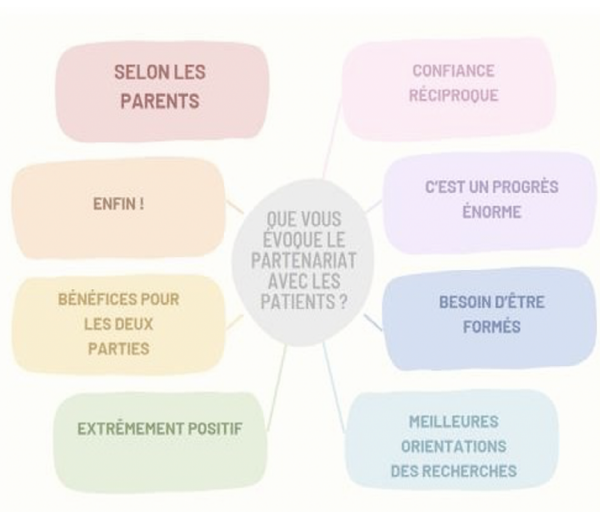 SELON LES
PARENTS
CONFIANCE
RÉCIPROQUE
ENFIN !
C'EST UN PROGRÈS
ÉNORME
QUE VOUS
ÉVOQUE LE
PARTENARIAT
AVEC LES
PATIENTS ?
BÉNÉFICES POUR
LES DEUX
PARTIES
BESOIN D'ÊTRE
FORMÉS
EXTRÊMEMENT POSITIF
MEILLEURES
ORIENTATIONS
DES RECHERCHES